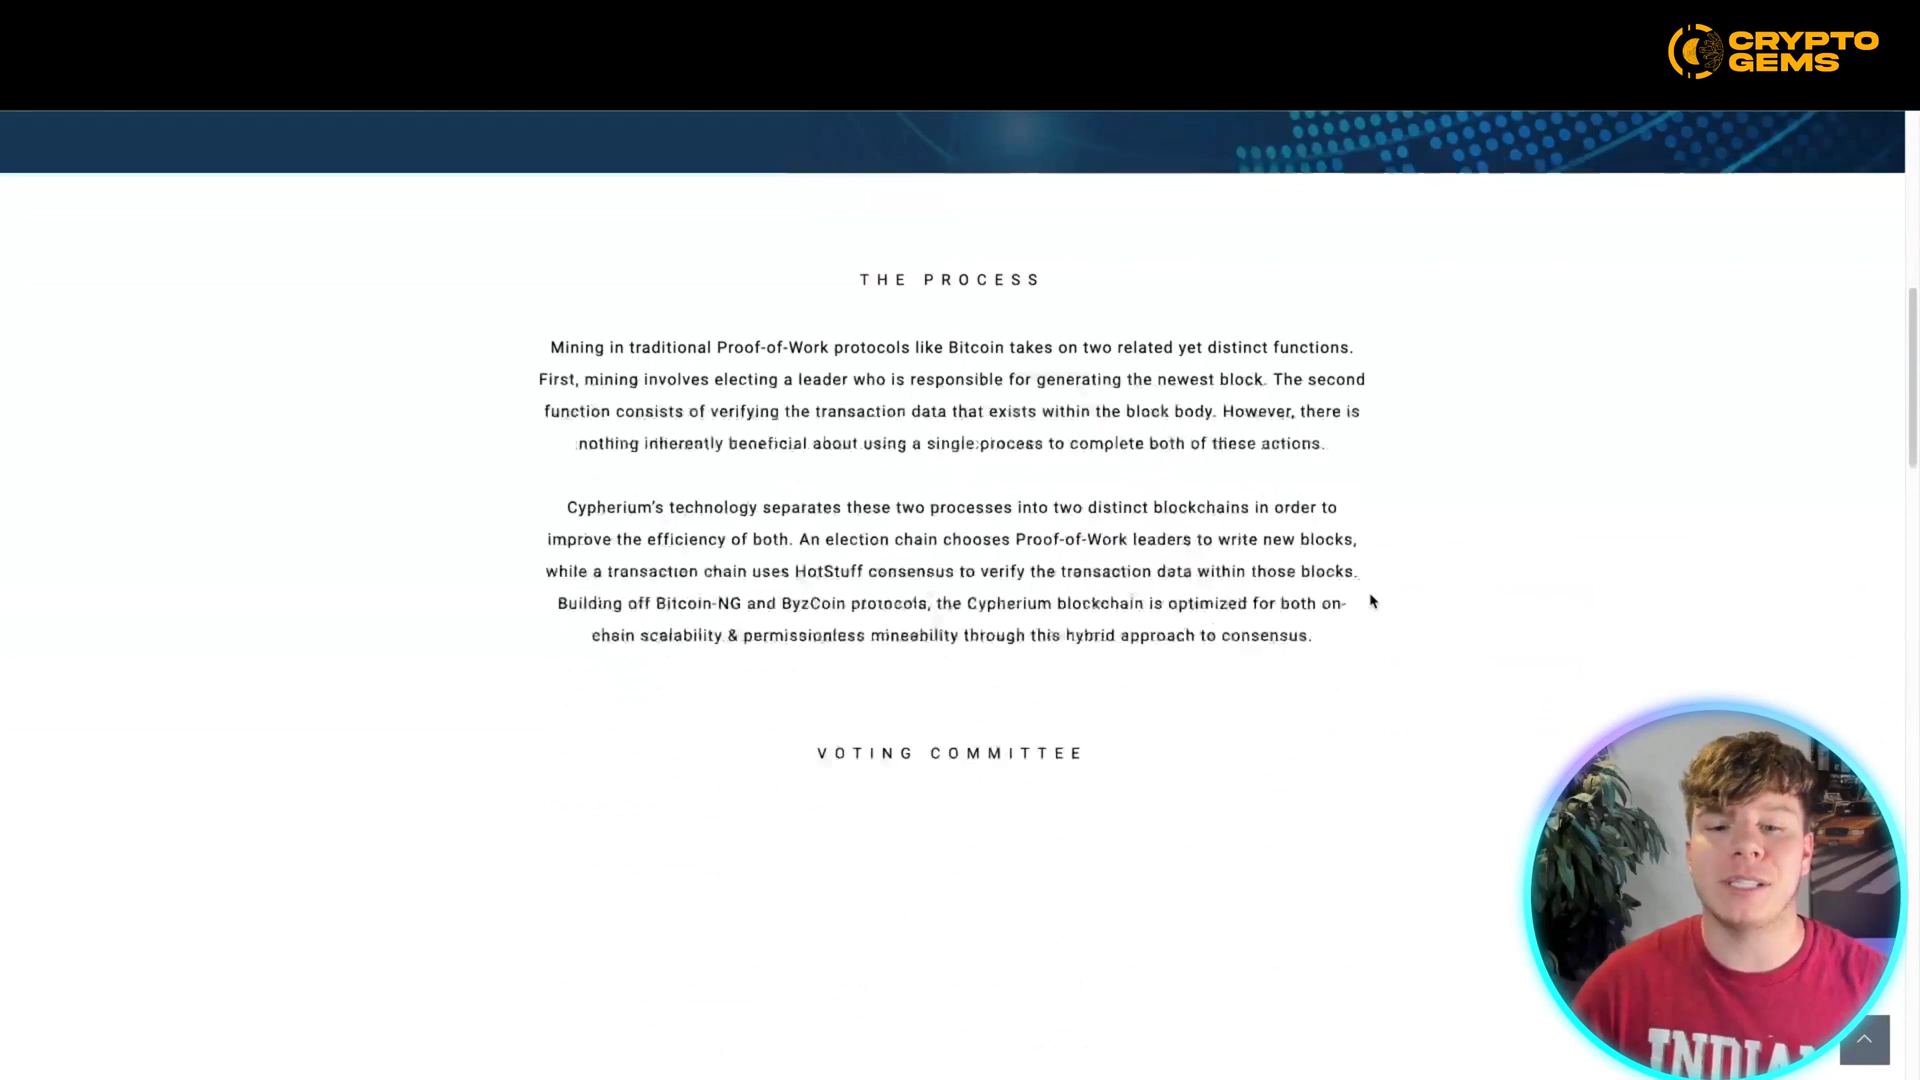 CRYPTO
GEMS
THE PROCESS
Mining in traditional Proof-of-Work protocols like Bitcoin takes on two related yet distinct functions.
First, mining involves electing a leader who is responsible for generating the newest block. The second
function consists of verifying the transaction data that exists within the block body. However, there is
nothing inherently beneficial about using a single process to complete both of these actions.
Cypherium’s technology separates these two processes into two distinct blockchains in order to
improve the efficiency of both. An election chain chooses Proof-of-Work leaders to write new blocks,
while a transaction chain uses HotStuff consensus to verify the transaction data within those blocks.
Building off Bitcoin-NG and ByzCoin protocols, the Cypherium blockchain is optimized for both on-
chain scalability & permissionless mineability through this hybrid approach to consensus.
VOTING COMMITTEE